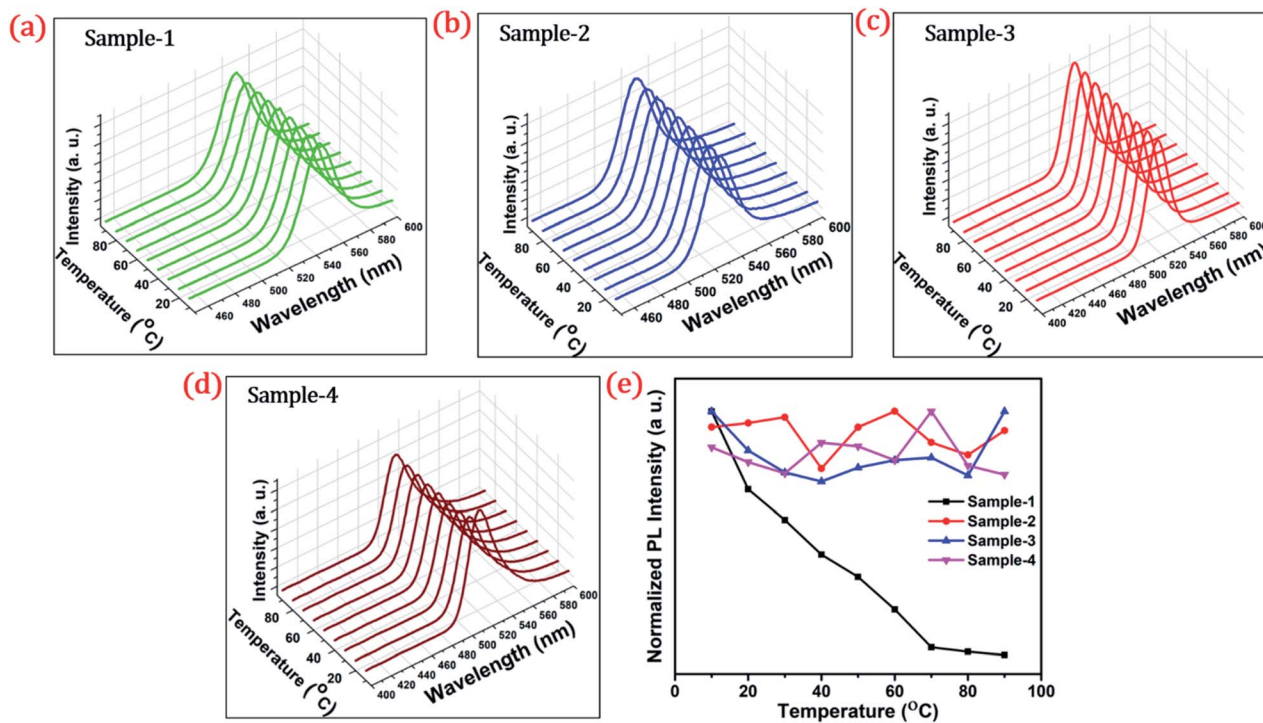 (a)
Sample-1
Intensity (a. u.)
80
60
40
20
Temperature (°C)
460
480
500
520
540
560
580
600
Wavelength (nm)
(b)
Sample-2
Intensity (a. u.)
80
60
40
20
Temperature (°C)
460
480
500
520
540
560
580
600
Wavelength (nm)
(c)
Sample-3
Intensity (a. u.)
80
60
40
20
Temperature (°C)
400
420
440
460
480
500
520
540
560
580
600
Wavelength (nm)
(d)
Sample-4
Intensity (a. u.)
80
60
40
20
Temperature (°C)
400
420
440
460
480
500
520
540
560
580
600
Wavelength (nm)
(e)
Normalized PL Intensity (a u.)
Sample-1
Sample-2
Sample-3
Sample-4
0 20 40 60 80 100
Temperature (°C)